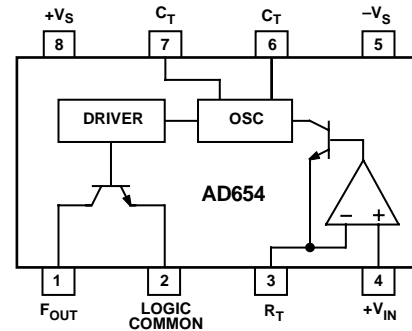 +VS CT CT −VS
8 7 6 5
DRIVER OSC
AD654
− +
1 2 3 4
FOUT LOGIC COMMON RT +VIN